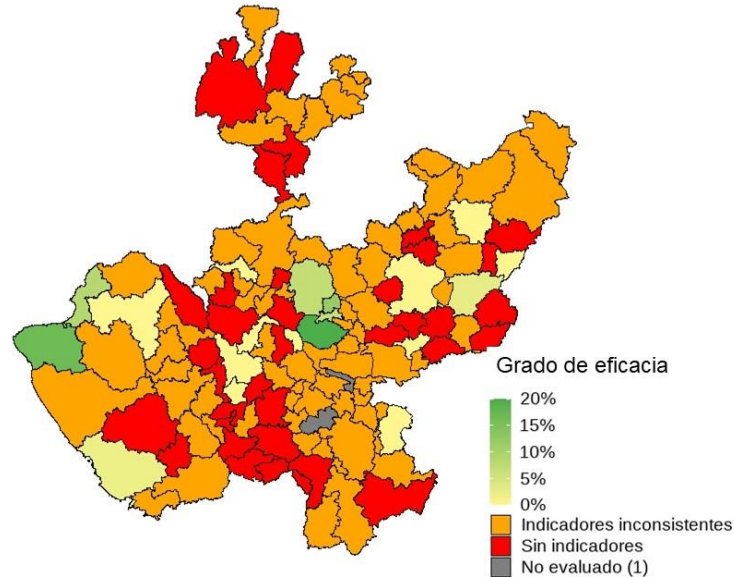 Grado de eficacia
20%
15%
10%
5%
0%
Indicadores inconsistentes
Sin indicadores
No evaluado (1)